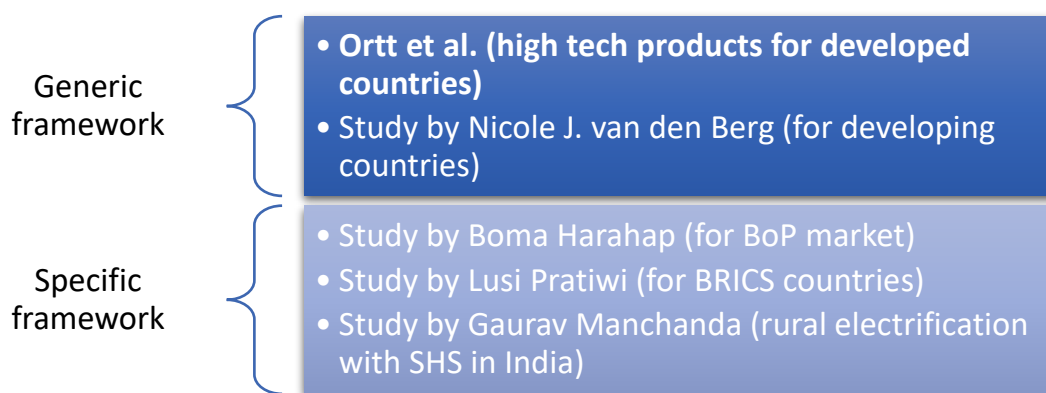 Generic
framework
• Ortt et al. (high tech products for developed
countries)
• Study by Nicole J. van den Berg (for developing
countries)
Specific
framework
• Study by Boma Harahap (for BoP market)
• Study by Lusi Pratiwi (for BRICS countries)
• Study by Gaurav Manchanda (rural electrification
with SHS in India)